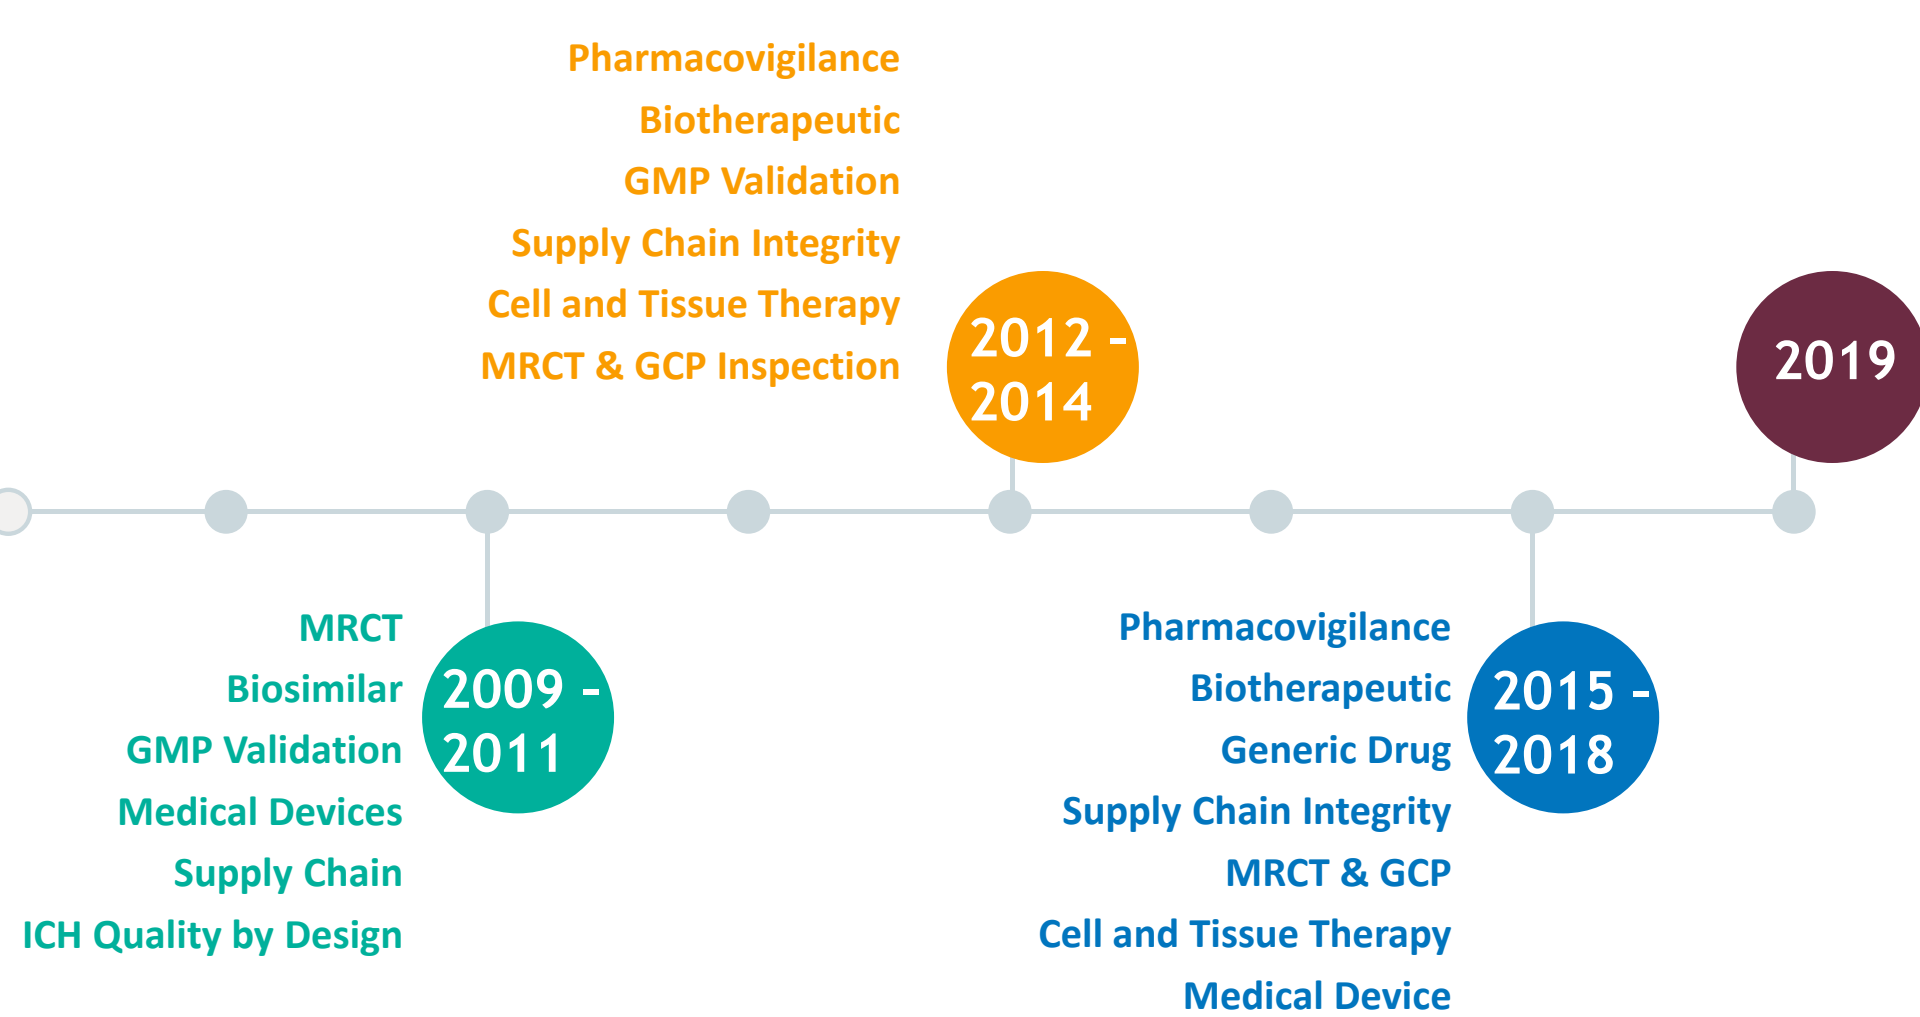 Pharmacovigilance
Biotherapeutic
GMP Validation
Supply Chain Integrity
Cell and Tissue Therapy
MRCT & GCP Inspection
2012 -
2014
2019
MRCT
Biosimilar
GMP Validation
Medical Devices
Supply Chain
ICH Quality by Design
2009 -
2011
Pharmacovigilance
Biotherapeutic
Generic Drug
Supply Chain Integrity
MRCT & GCP
Cell and Tissue Therapy
Medical Device
2015 -
2018